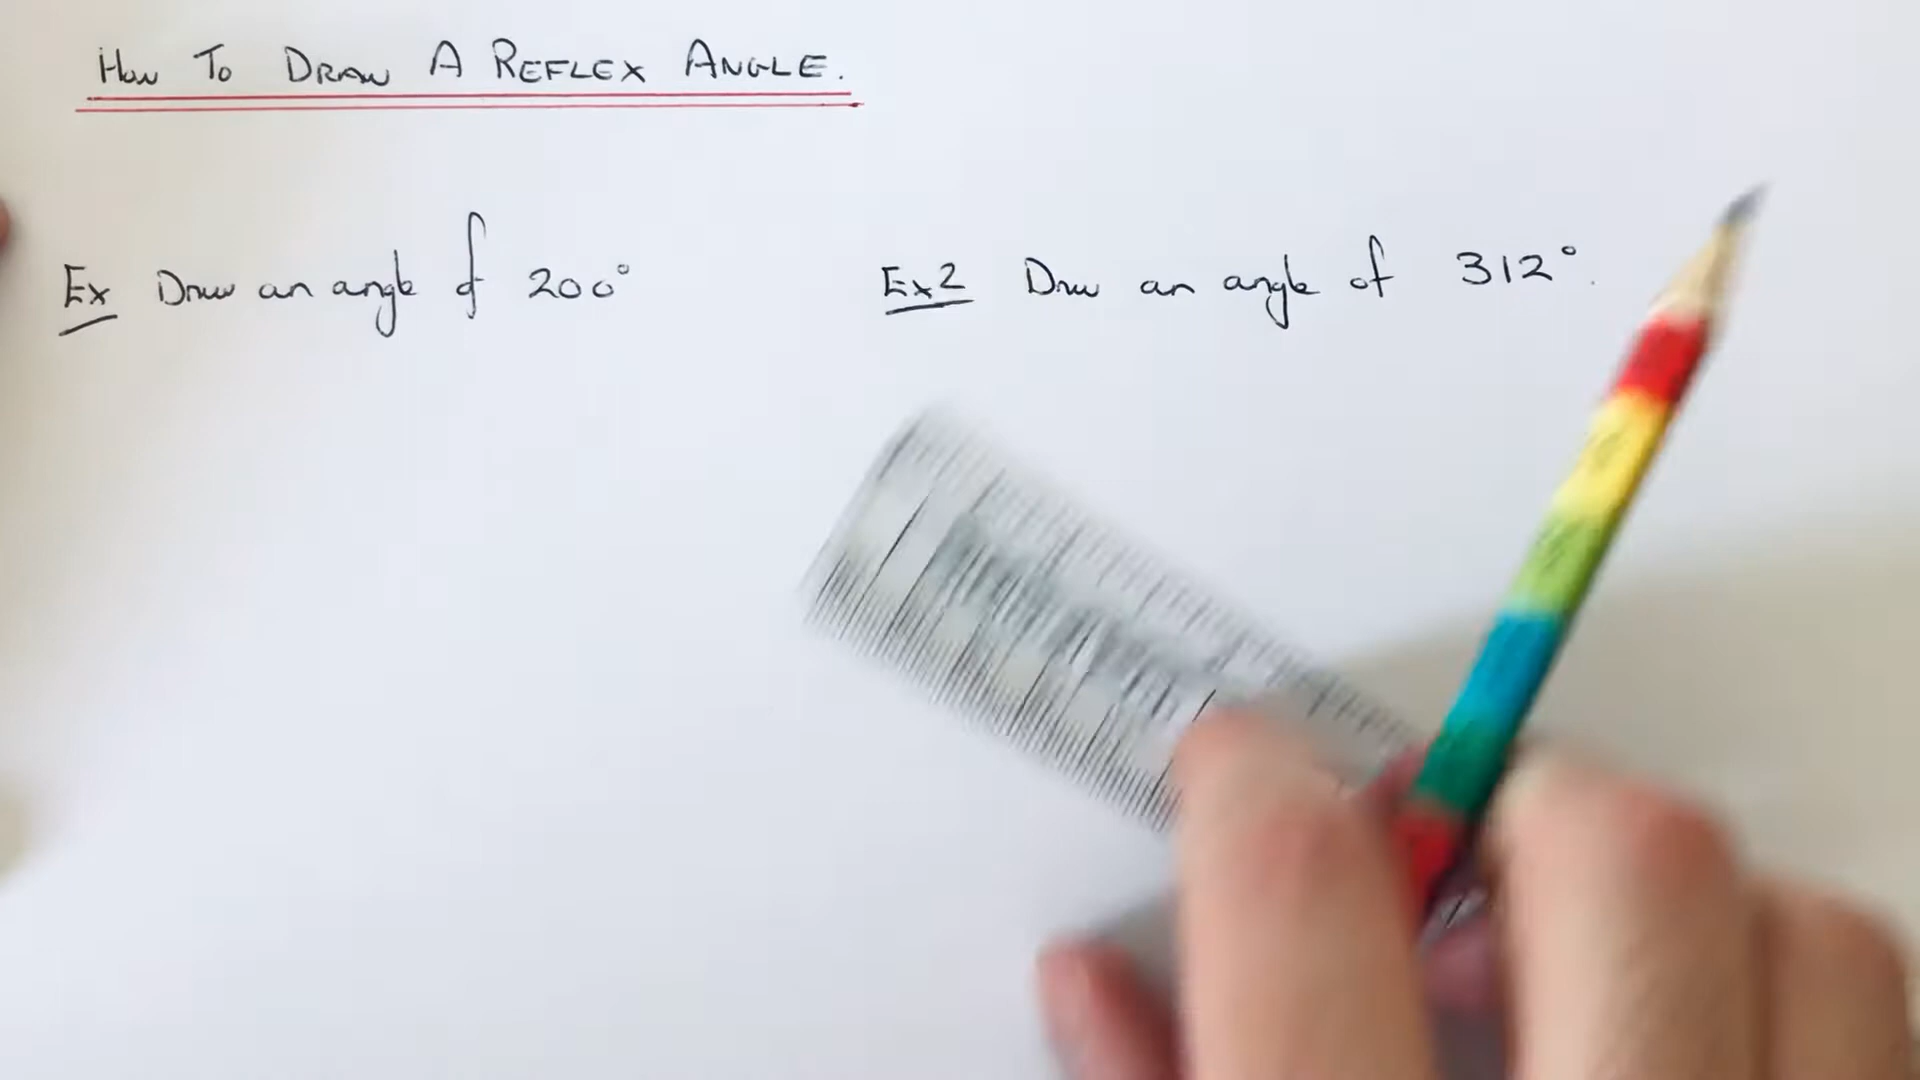 How To Draw A Reflex Angle.
Ex Draw an angle of 200°
Ex2 Draw an angle of 312°.